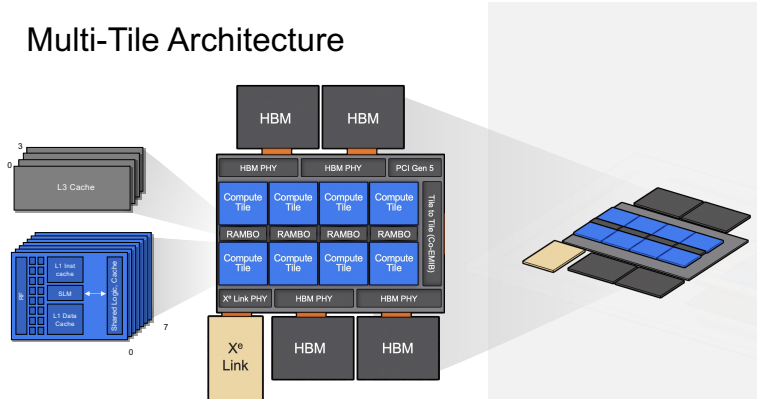 Multi-Tile Architecture
HBM
HBM
3
0
L3 Cache
HBM PHY
HBM PHY
PCI Gen 5
Compute
Tile
Compute
Tile
Compute
Tile
Compute
Tile
Tile to Tile (Co-EMIB)
RAMBO
RAMBO
RAMBO
RAMBO
Compute
Tile
Compute
Tile
Compute
Tile
Compute
Tile
RF
L1 Inst
cache
SLM
L1 Data
Cache
Shared Logic, Cache
7
0
Xᵉ Link PHY
HBM PHY
HBM PHY
Xᵉ
Link
HBM
HBM